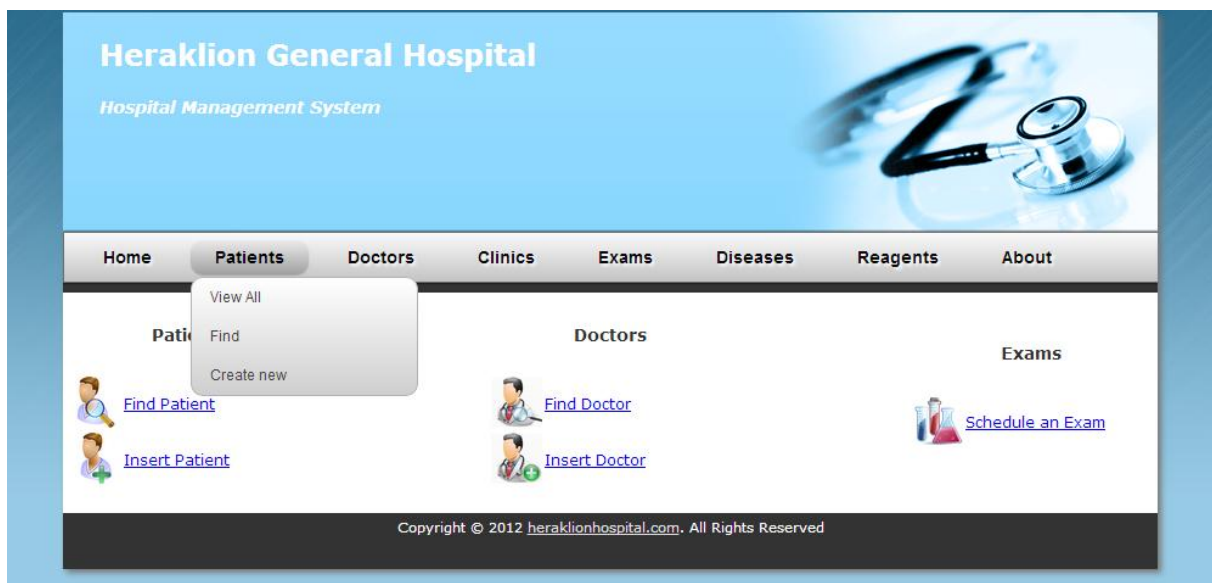 Heraklion General Hospital
Hospital Management System
Home Patients Doctors Clinics Exams Diseases Reagents About
View All
Find
Create new
Doctors
Exams
Find Patient
Find Doctor
Schedule an Exam
Insert Patient
Insert Doctor
Copyright © 2012 heraklionhospital.com. All Rights Reserved